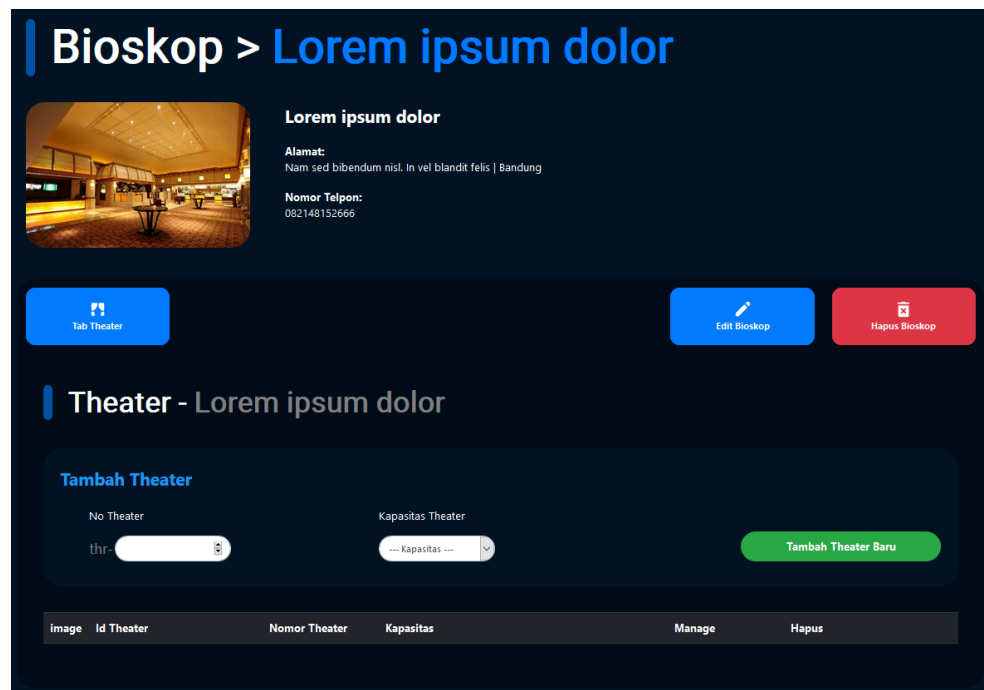 Bioskop > Lorem ipsum dolor
Lorem ipsum dolor
Alamat:
Nam sed bibendum nisl. In vel blandit felis | Bandung
Nomor Telpon:
082148152666
Tab Theater
Edit Bioskop
Hapus Bioskop
Theater - Lorem ipsum dolor
Tambah Theater
No Theater
Kapasitas Theater
thr-
--- Kapasitas ---
Tambah Theater Baru
image Id Theater Nomor Theater Kapasitas Manage Hapus